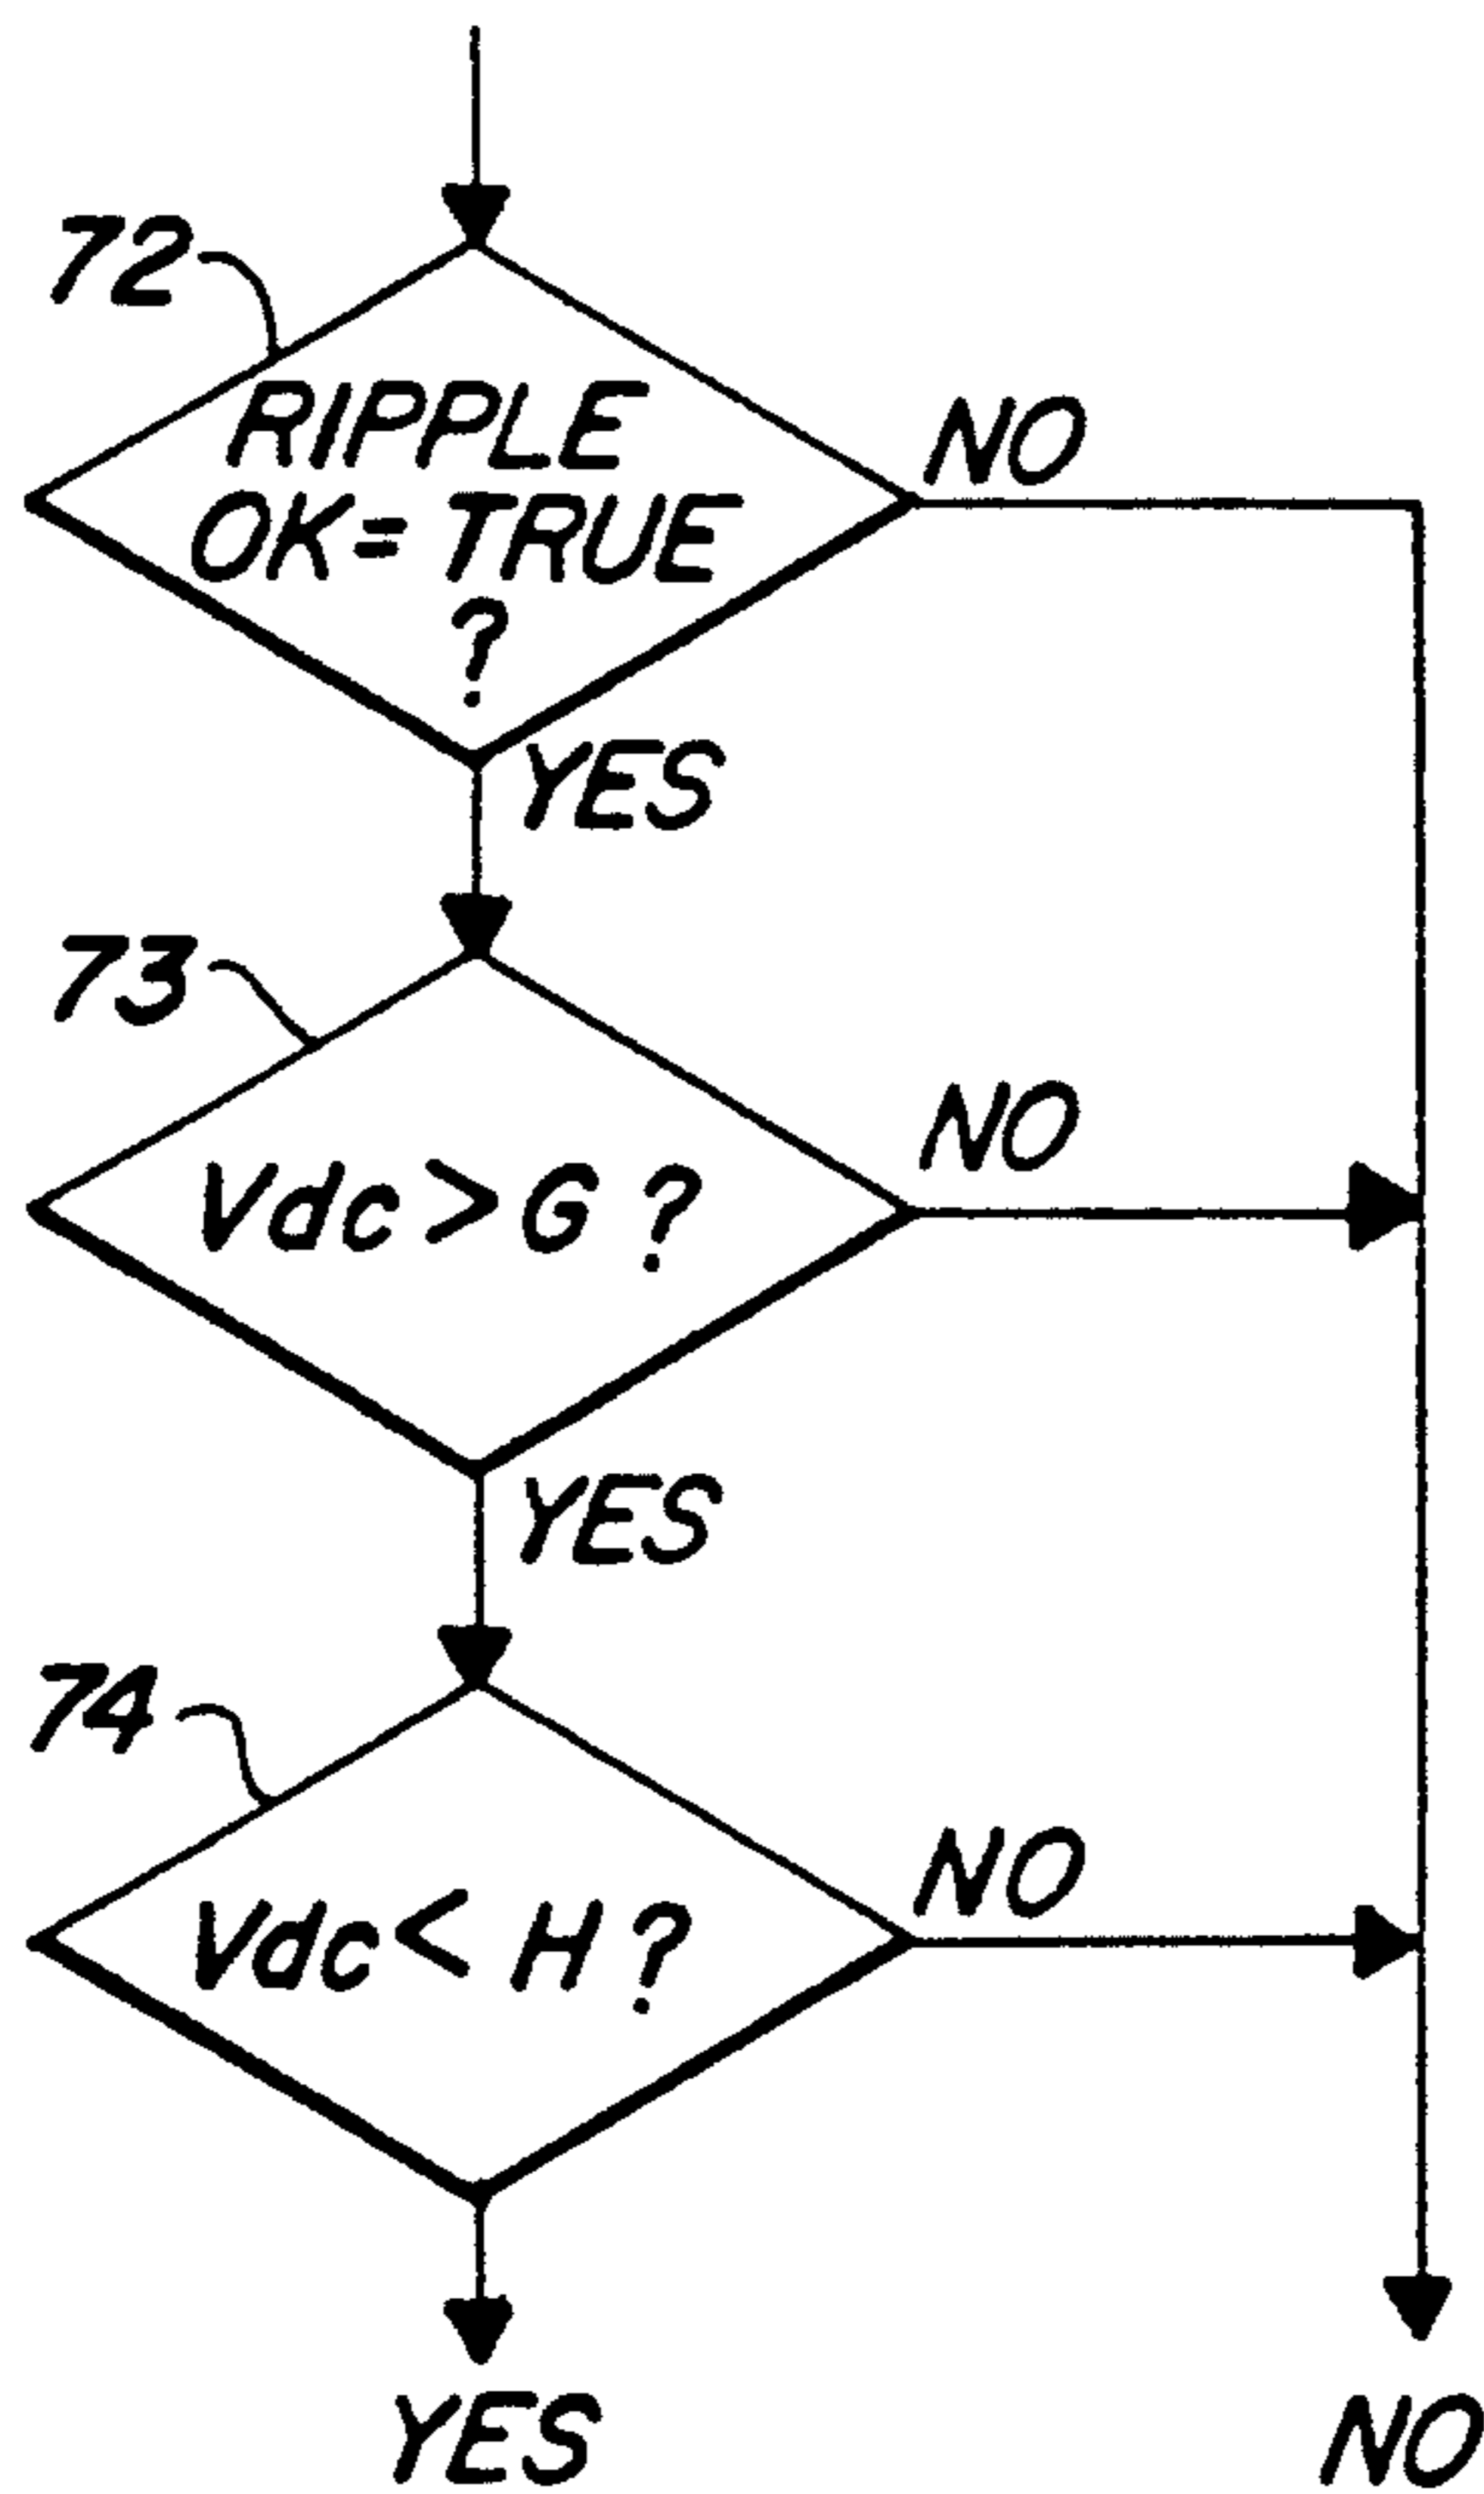 72
RIPPLE
NO
OK=TRUE
?
YES
73
NO
Vdc>G?
YES
74
NO
Vdc<H?
YES
NO